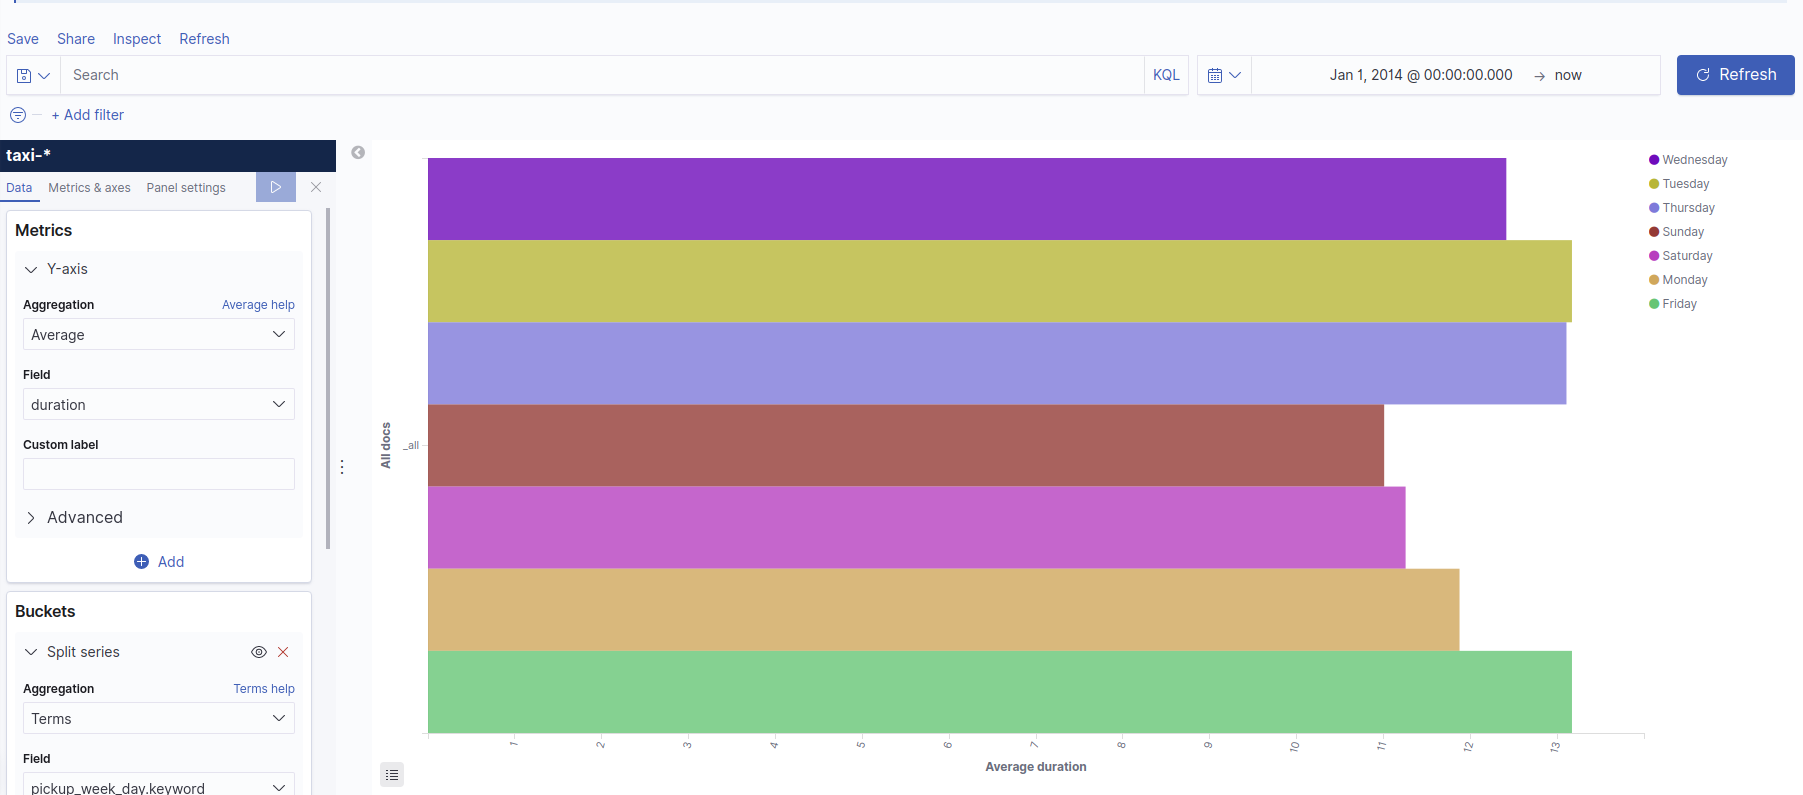 Save Share Inspect Refresh
Search KQL Jan 1, 2014 @ 00:00:00.000 → now Refresh
+ Add filter
taxi-*
Data Metrics & axes Panel settings
Metrics
Y-axis
Aggregation Average help
Average
Field
duration
Custom label
Advanced
Add
Buckets
Split series
Aggregation Terms help
Terms
Field
pickup_week_day.keyword
All docs
_all
1 2 3 4 5 6 7 8 9 10 11 12 13
Average duration
Wednesday
Tuesday
Thursday
Sunday
Saturday
Monday
Friday